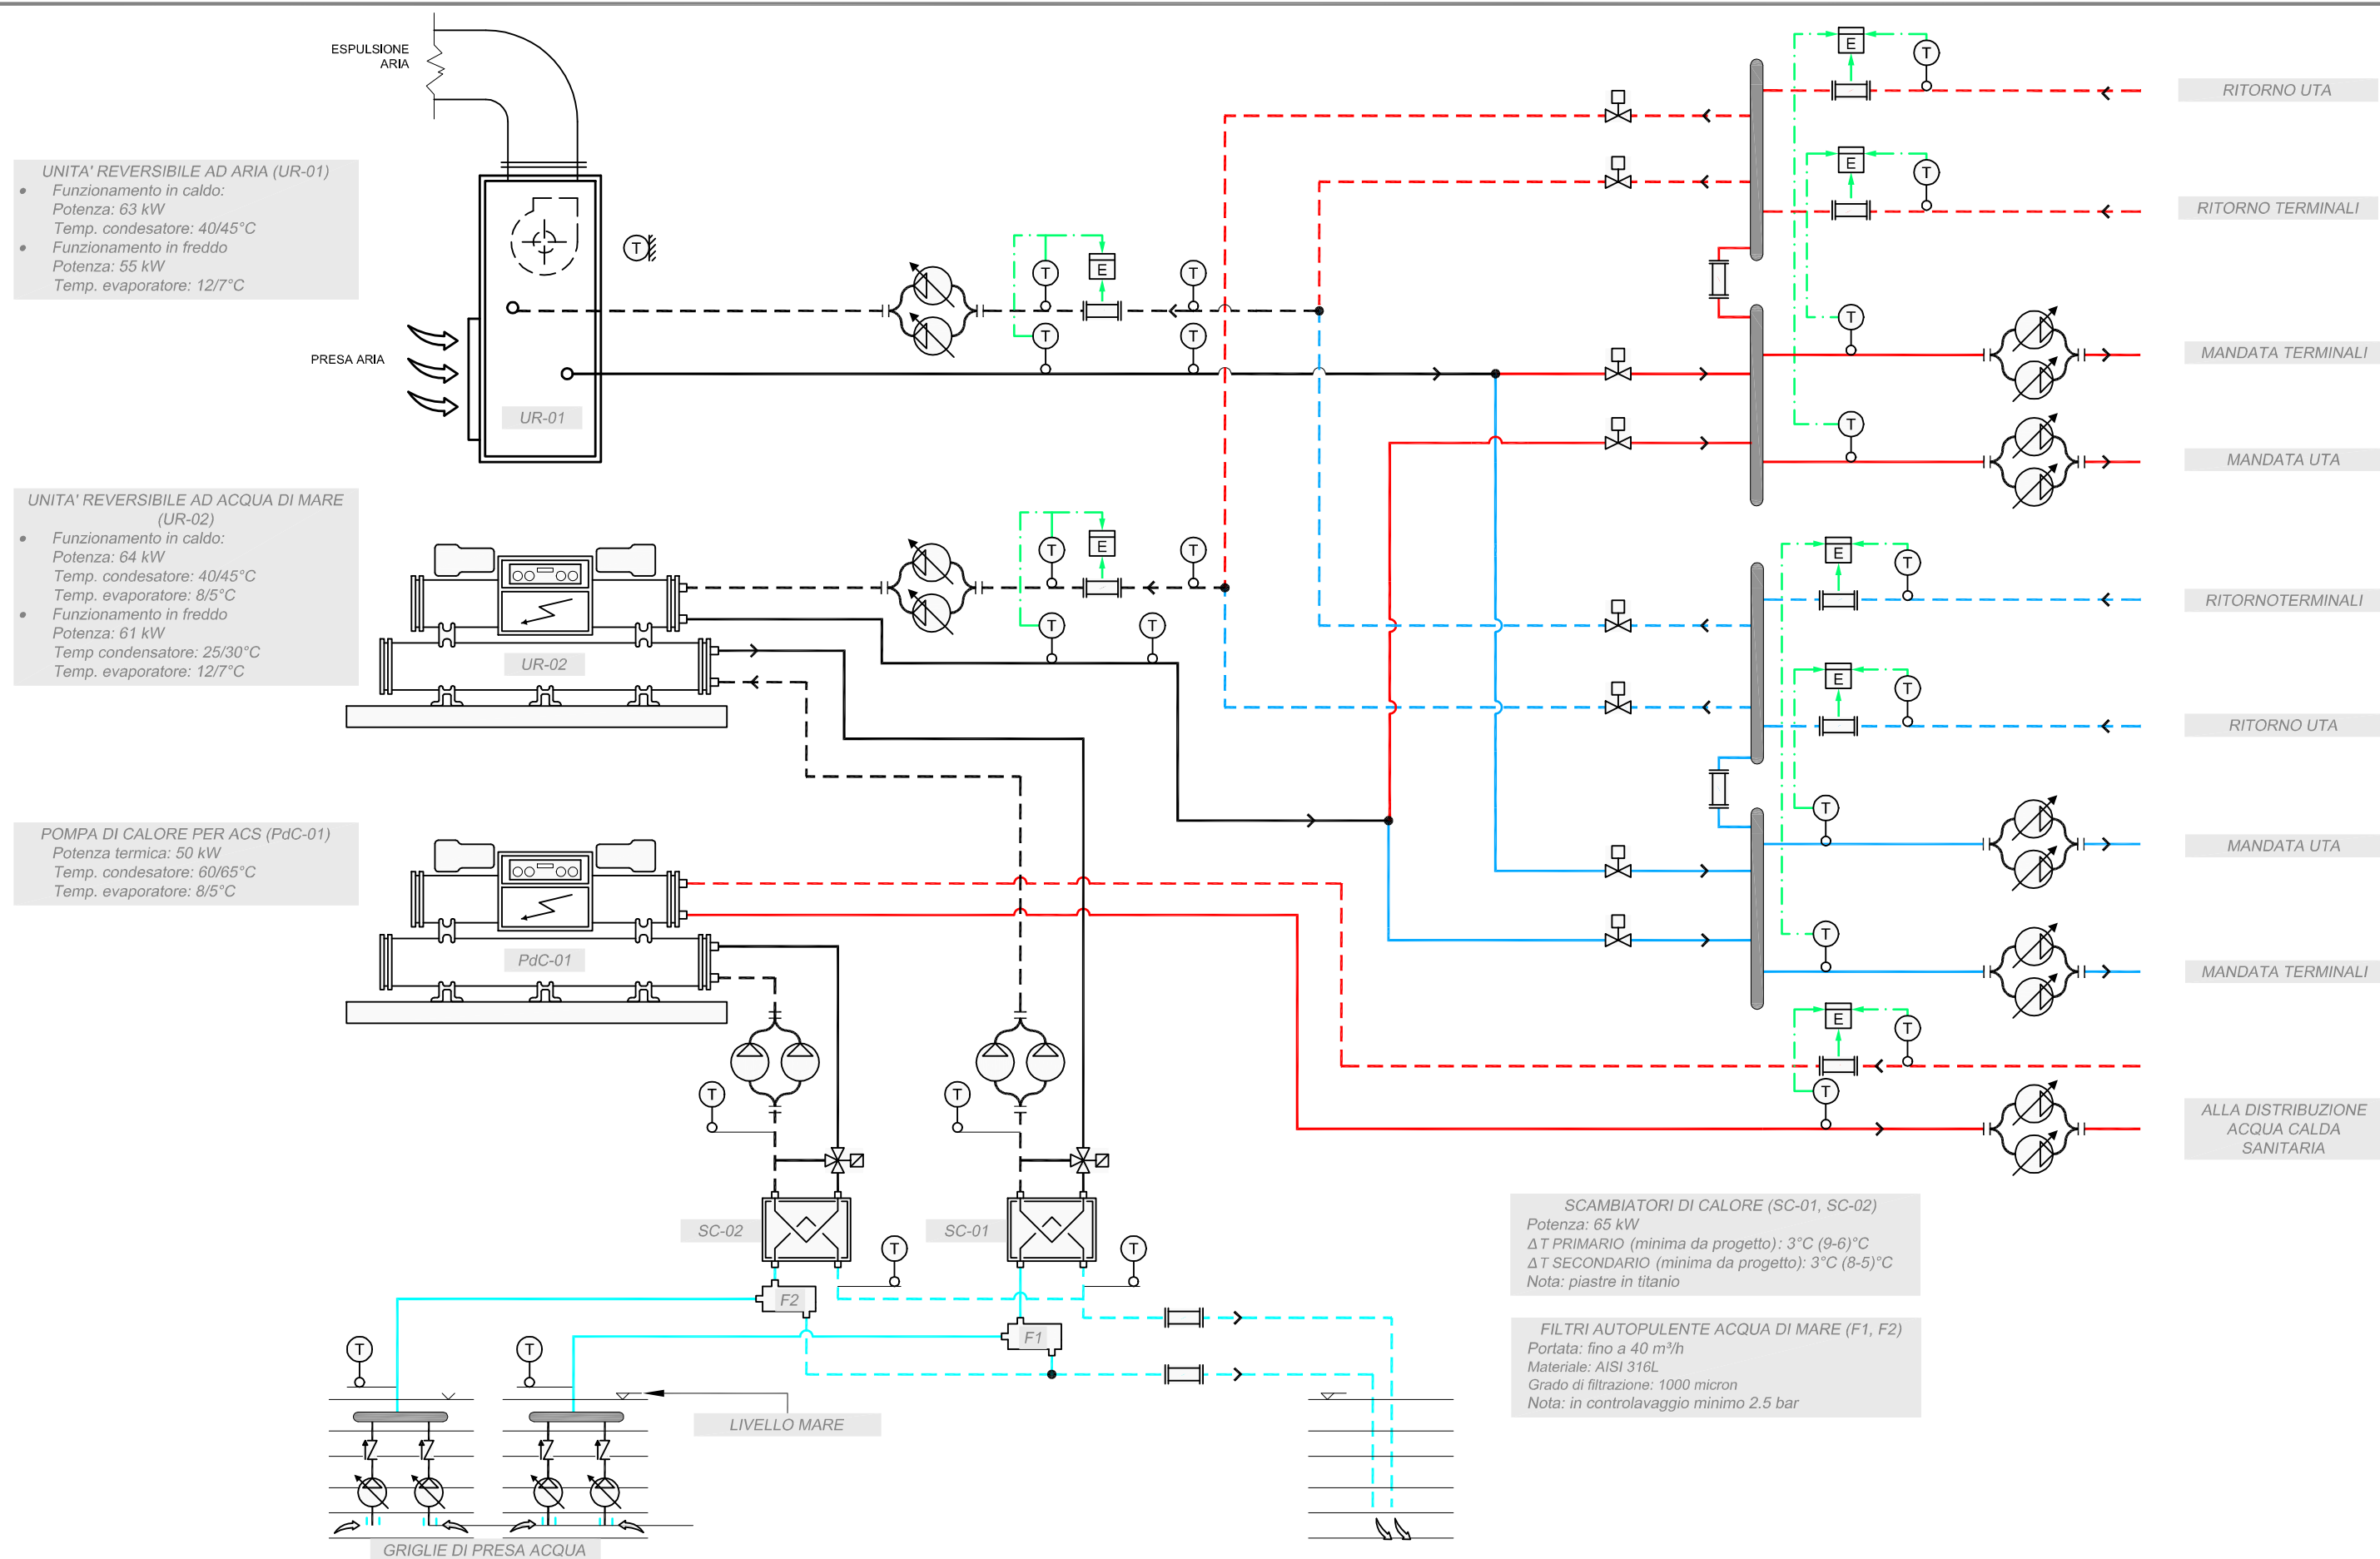 ESPULSIONE
ARIA
UNITA' REVERSIBILE AD ARIA (UR-01)
• Funzionamento in caldo:
Potenza: 63 kW
Temp. condesatore: 40/45°C
• Funzionamento in freddo
Potenza: 55 kW
Temp. evaporatore: 12/7°C
PRESA ARIA
UR-01
T
T
E
T
T
T
UNITA' REVERSIBILE AD ACQUA DI MARE
(UR-02)
• Funzionamento in caldo:
Potenza: 64 kW
Temp. condesatore: 40/45°C
Temp. evaporatore: 8/5°C
• Funzionamento in freddo
Potenza: 61 kW
Temp condensatore: 25/30°C
Temp. evaporatore: 12/7°C
UR-02
T
E
T
T
T
POMPA DI CALORE PER ACS (PdC-01)
Potenza termica: 50 kW
Temp. condesatore: 60/65°C
Temp. evaporatore: 8/5°C
PdC-01
E
T
RITORNO UTA
E
T
RITORNO TERMINALI
T
MANDATA TERMINALI
T
MANDATA UTA
E
T
RITORNOTERMINALI
E
T
RITORNO UTA
T
MANDATA UTA
T
MANDATA TERMINALI
E
T
T
ALLA DISTRIBUZIONE
ACQUA CALDA
SANITARIA
T
T
SC-02
SC-01
T
T
F2
F1
T
T
LIVELLO MARE
GRIGLIE DI PRESA ACQUA
SCAMBIATORI DI CALORE (SC-01, SC-02)
Potenza: 65 kW
Δ T PRIMARIO (minima da progetto): 3°C (9-6)°C
Δ T SECONDARIO (minima da progetto): 3°C (8-5)°C
Nota: piastre in titanio
FILTRI AUTOPULENTE ACQUA DI MARE (F1, F2)
Portata: fino a 40 m³/h
Materiale: AISI 316L
Grado di filtrazione: 1000 micron
Nota: in controlavaggio minimo 2.5 bar